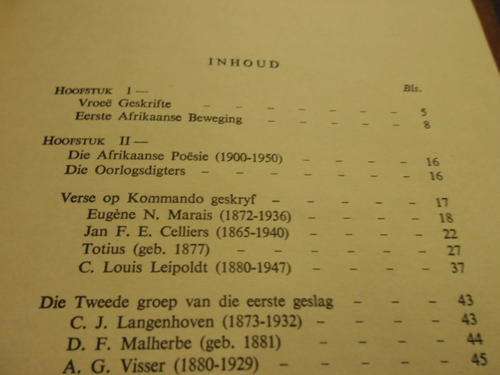 INHOUD
HOOFSTUK I — Bls.
Vroeë Geskrifte – – – – – – – 5
Eerste Afrikaanse Beweging – – – – – 8
HOOFSTUK II —
Die Afrikaanse Poësie (1900-1950) – – – – 16
Die Oorlogsdigters – – – – – – – 16
Verse op Kommando geskryf – – – – – 17
Eugène N. Marais (1872-1936) – – – – 18
Jan F. E. Celliers (1865-1940) – – – – 22
Totius (geb. 1877) – – – – – – 27
C. Louis Leipoldt (1880-1947) – – – – 37
Die Tweede groep van die eerste geslag – – – 43
C. J. Langenhoven (1873-1932) – – – – 43
D. F. Malherbe (geb. 1881) – – – – 44
A. G. Visser (1880-1929) – – – – 45